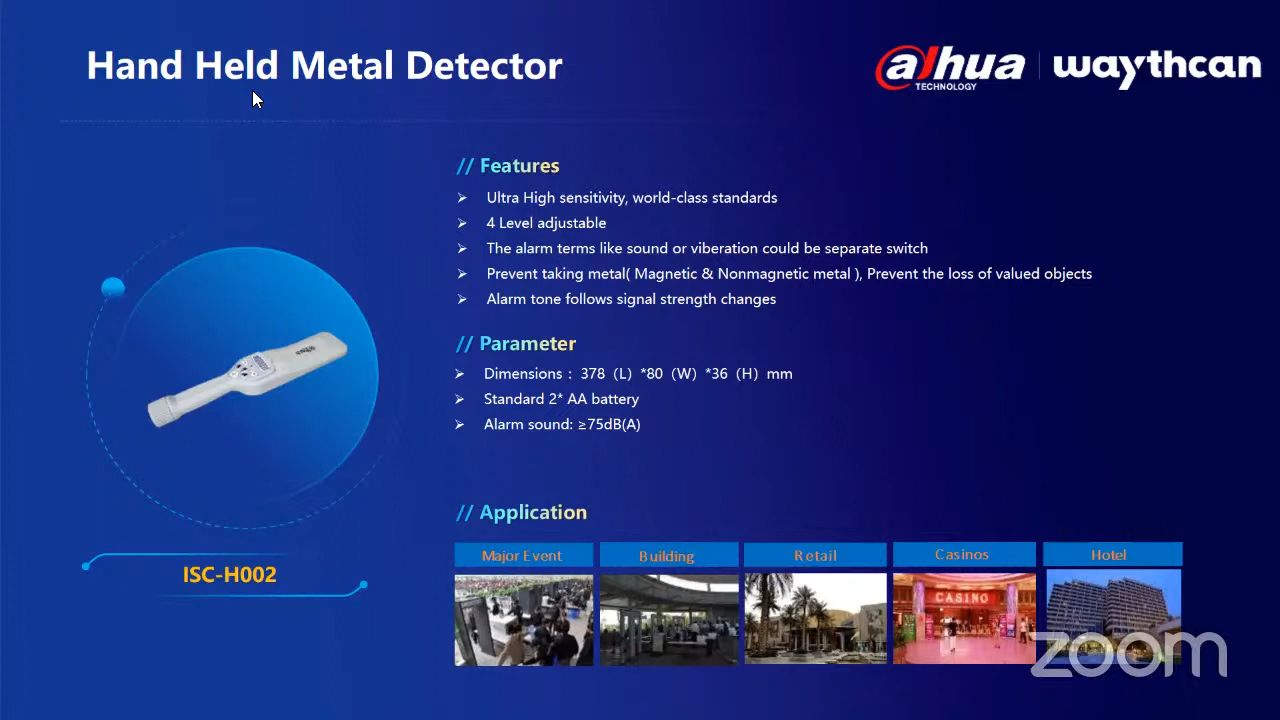 Hand Held Metal Detector
alhua
TECHNOLOGY
waythcan
// Features
Ultra High sensitivity, world-class standards
4 Level adjustable
The alarm terms like sound or viberation could be separate switch
Prevent taking metal( Magnetic & Nonmagnetic metal ), Prevent the loss of valued objects
Alarm tone follows signal strength changes
// Parameter
Dimensions：378（L）*80（W）*36（H）mm
Standard 2* AA battery
Alarm sound: ≥75dB(A)
ISC-H002
// Application
Major Event
Building
Retail
Casinos
Hotel
CASINO
zoom